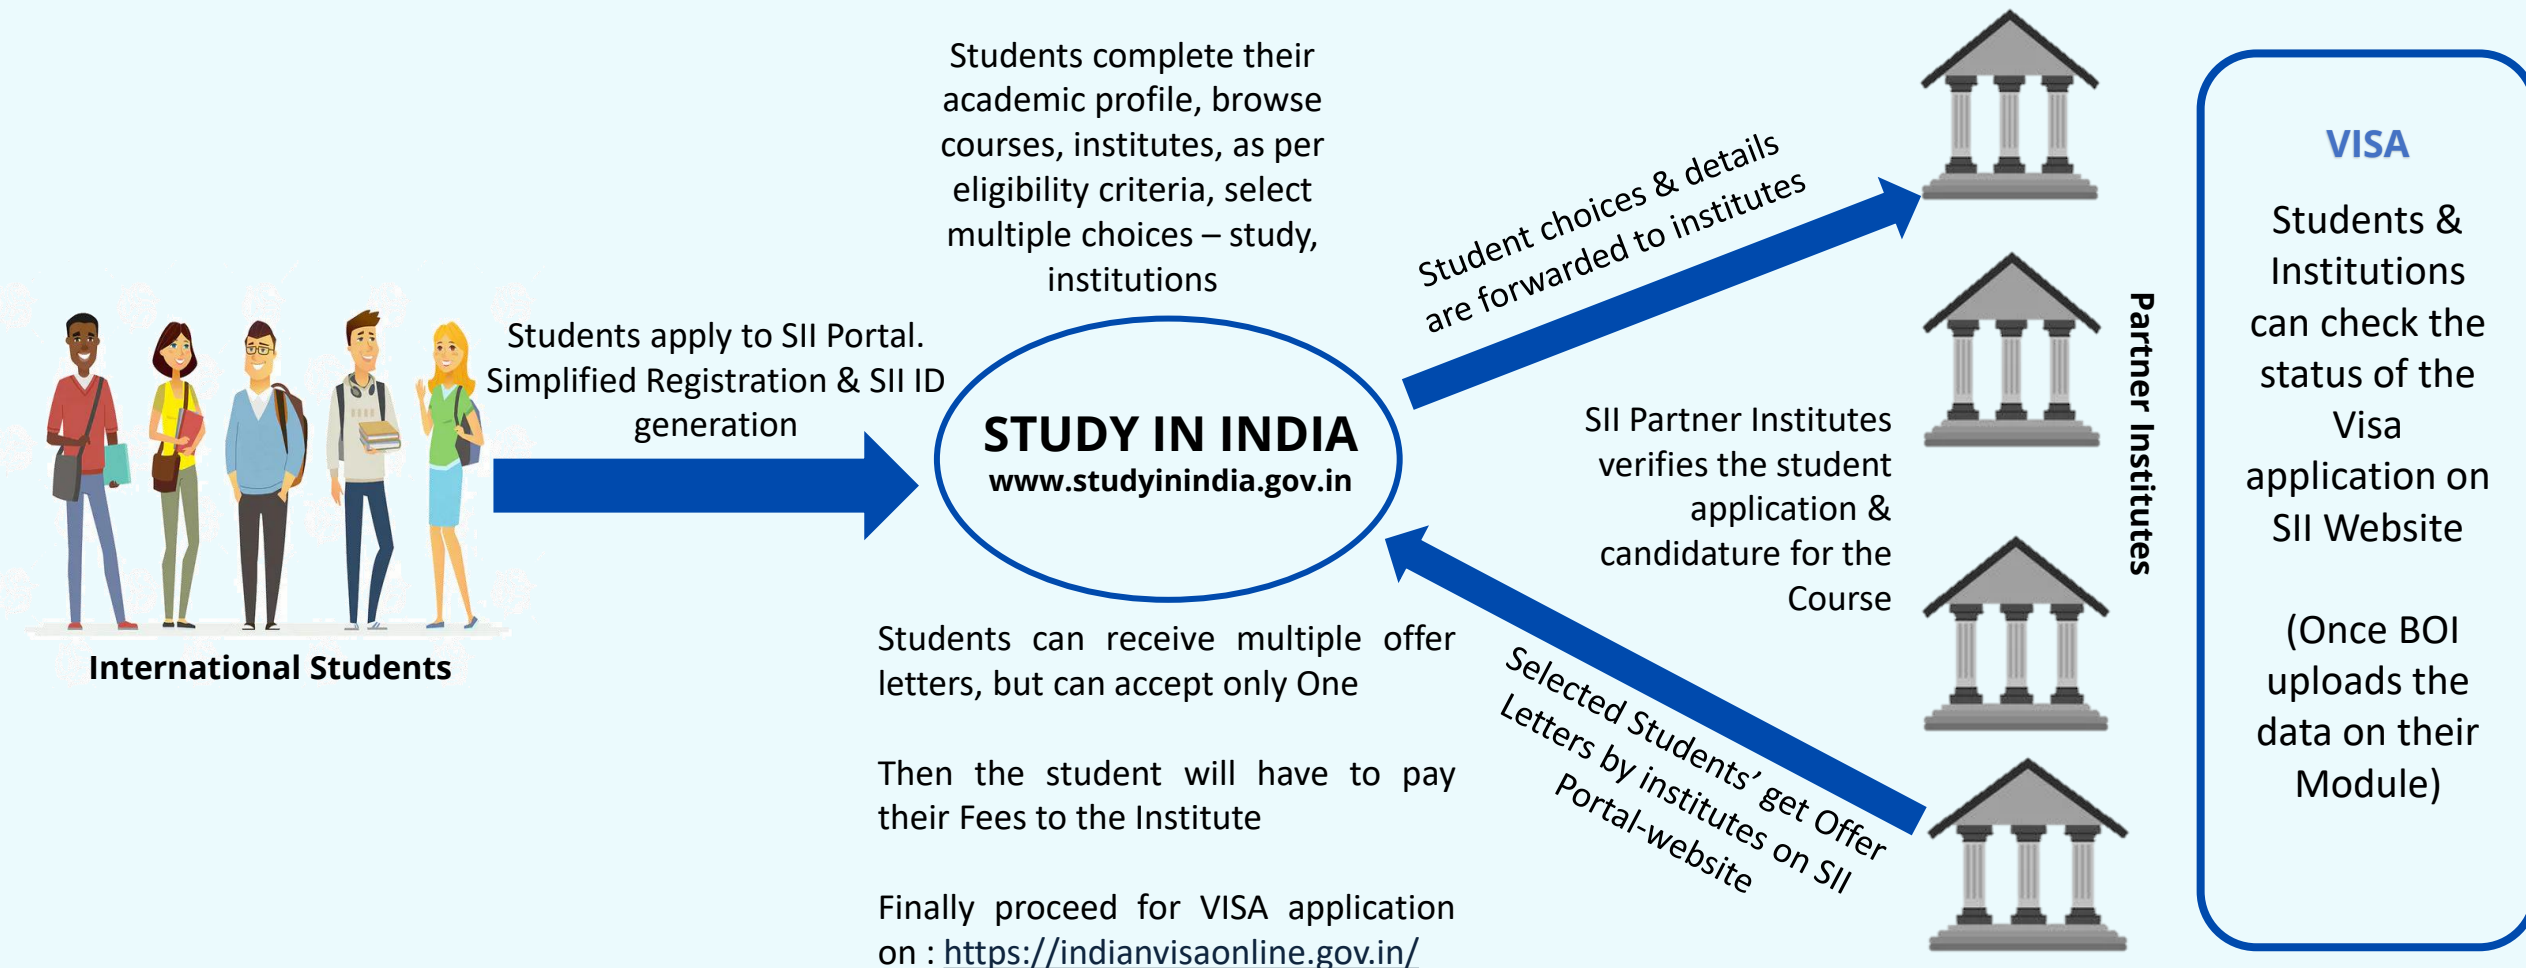 Students apply to SII Portal.
Simplified Registration & SII ID
generation
International Students
Students complete their
academic profile, browse
courses, institutes, as per
eligibility criteria, select
multiple choices – study,
institutions
STUDY IN INDIA
www.studyinindia.gov.in
Students can receive multiple offer
letters, but can accept only One
Then the student will have to pay
their Fees to the Institute
Finally proceed for VISA application
on : https://indianvisaonline.gov.in/
Student choices & details
are forwarded to institutes
SII Partner Institutes
verifies the student
application &
candidature for the
Course
Selected Students’ get Offer
Letters by institutes on SII
Portal-website
Partner Institutes
VISA
Students &
Institutions
can check the
status of the
Visa
application on
SII Website
(Once BOI
uploads the
data on their
Module)